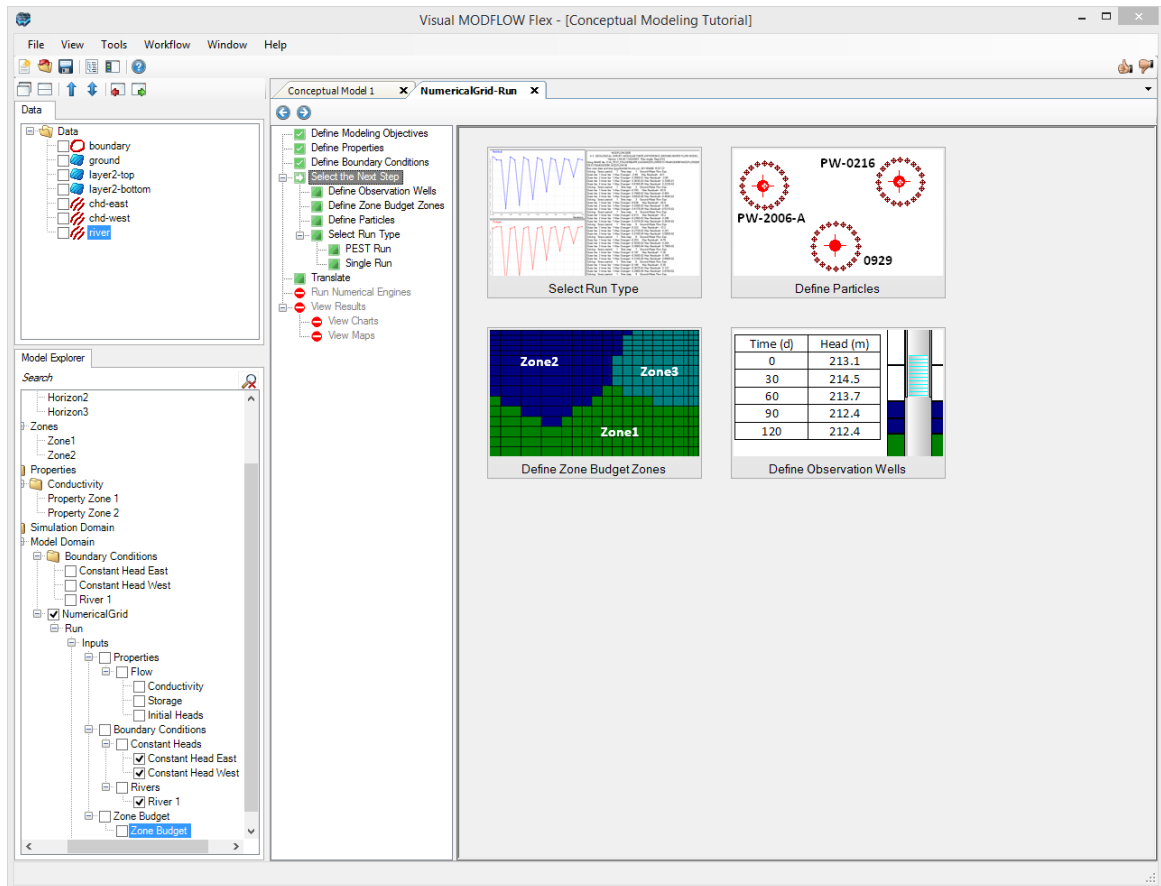 Visual MODFLOW Flex - [Conceptual Modeling Tutorial]
File View Tools Workflow Window Help
Data
Data
boundary
ground
layer2-top
layer2-bottom
chd-east
chd-west
river
Model Explorer
Search
Horizon2
Horizon3
Zones
Zone1
Zone2
Properties
Conductivity
Property Zone 1
Property Zone 2
Simulation Domain
Model Domain
Boundary Conditions
Constant Head East
Constant Head West
River 1
NumericalGrid
Run
Inputs
Properties
Flow
Conductivity
Storage
Initial Heads
Boundary Conditions
Constant Heads
Constant Head East
Constant Head West
Rivers
River 1
Zone Budget
Zone Budget
Conceptual Model 1 X NumericalGrid-Run X
Define Modeling Objectives
Define Properties
Define Boundary Conditions
Select the Next Step
Define Observation Wells
Define Zone Budget Zones
Define Particles
Select Run Type
PEST Run
Single Run
Translate
Run Numerical Engines
View Results
View Charts
View Maps
Select Run Type
PW-0216
PW-2006-A
0929
Define Particles
Zone2
Zone3
Zone1
Define Zone Budget Zones
Time (d) Head (m)
0 213.1
30 214.5
60 213.7
90 212.4
120 212.4
Define Observation Wells